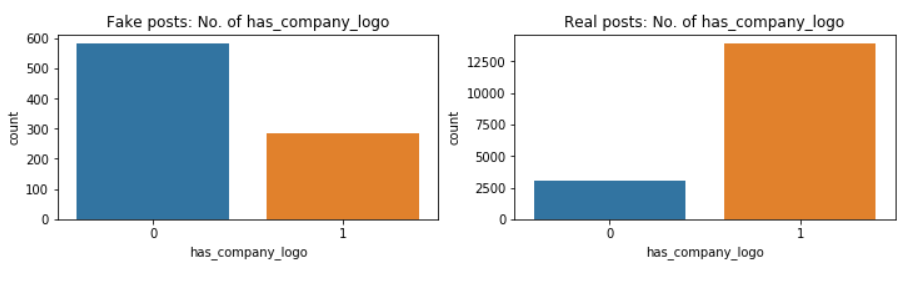 Fake posts: No. of has_company_logo
600
500
400
300
200
100
0
count
0 1
has_company_logo
Real posts: No. of has_company_logo
12500
10000
7500
5000
2500
0
count
0 1
has_company_logo